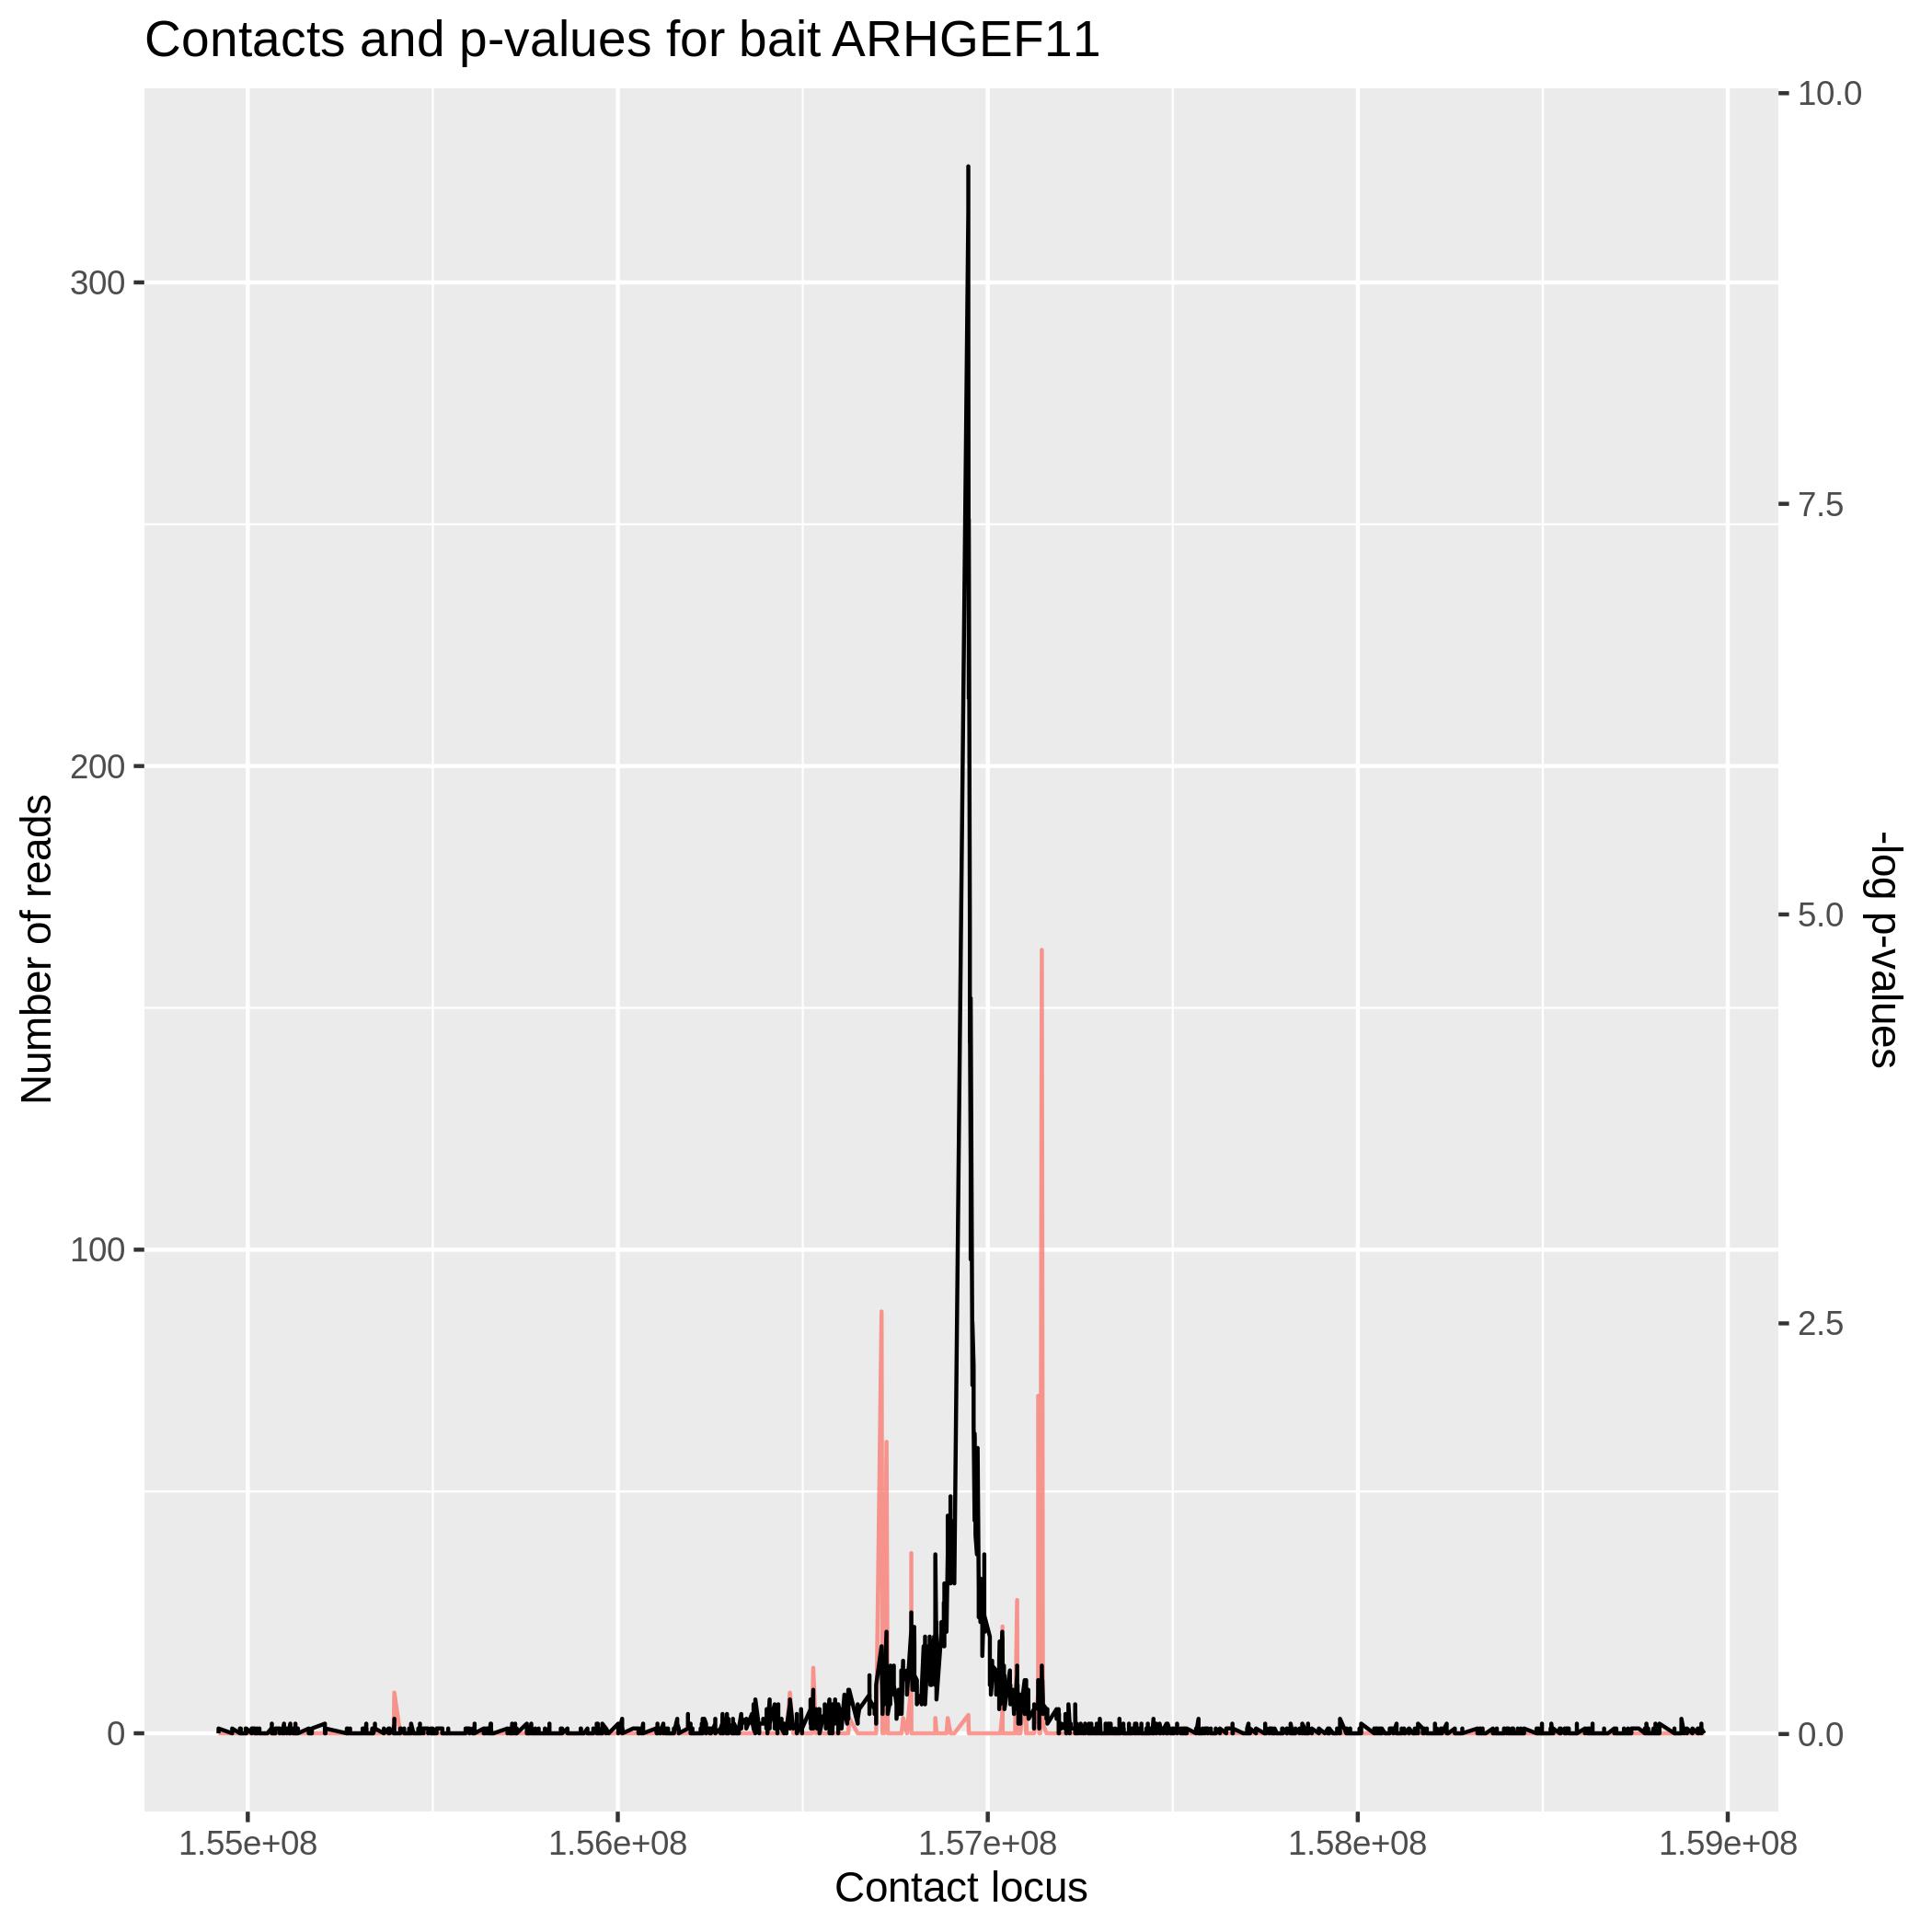 Contacts and p-values for bait ARHGEF11
10.0
300
7.5
200
Number of reads
5.0
-log p-values
100
2.5
0
0.0
1.55e+08 1.56e+08 1.57e+08 1.58e+08 1.59e+08
Contact locus